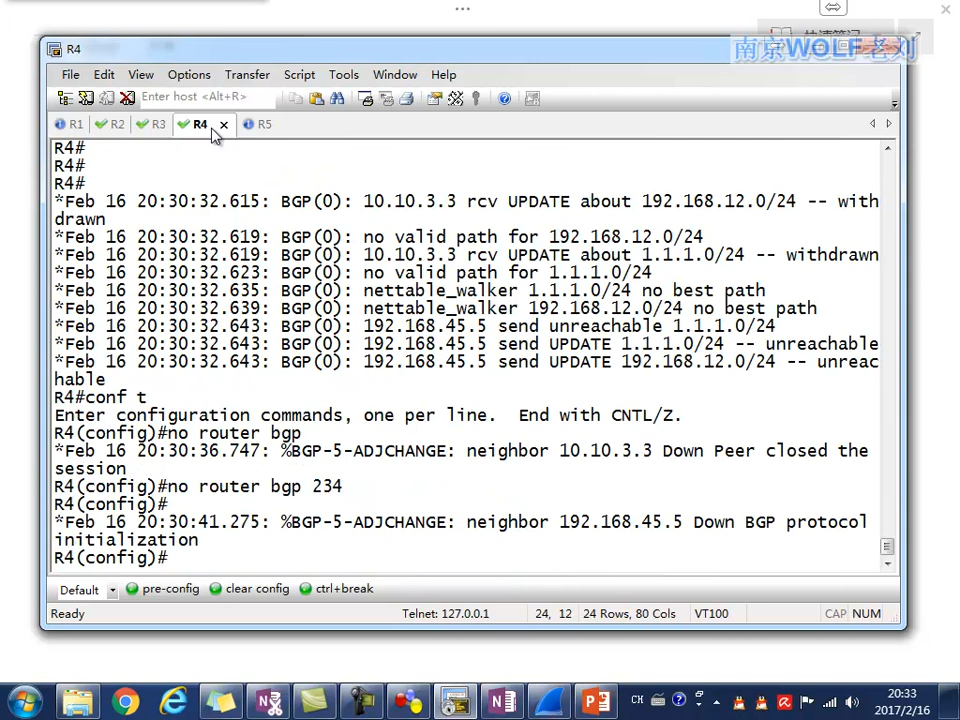 R4
南京WOLF老刘
File Edit View Options Transfer Script Tools Window Help
Enter host <Alt+R>
R1 R2 R3 R4 R5
R4#
R4#
R4#
*Feb 16 20:30:32.615: BGP(0): 10.10.3.3 rcv UPDATE about 192.168.12.0/24 -- with
drawn
*Feb 16 20:30:32.619: BGP(0): no valid path for 192.168.12.0/24
*Feb 16 20:30:32.619: BGP(0): 10.10.3.3 rcv UPDATE about 1.1.1.0/24 -- withdrawn
*Feb 16 20:30:32.623: BGP(0): no valid path for 1.1.1.0/24
*Feb 16 20:30:32.635: BGP(0): nettable_walker 1.1.1.0/24 no best path
*Feb 16 20:30:32.639: BGP(0): nettable_walker 192.168.12.0/24 no best path
*Feb 16 20:30:32.643: BGP(0): 192.168.45.5 send unreachable 1.1.1.0/24
*Feb 16 20:30:32.643: BGP(0): 192.168.45.5 send UPDATE 1.1.1.0/24 -- unreachable
*Feb 16 20:30:32.643: BGP(0): 192.168.45.5 send UPDATE 192.168.12.0/24 -- unreac
hable
R4#conf t
Enter configuration commands, one per line.  End with CNTL/Z.
R4(config)#no router bgp
*Feb 16 20:30:36.747: %BGP-5-ADJCHANGE: neighbor 10.10.3.3 Down Peer closed the
session
R4(config)#no router bgp 234
R4(config)#
*Feb 16 20:30:41.275: %BGP-5-ADJCHANGE: neighbor 192.168.45.5 Down BGP protocol
initialization
R4(config)#
Default pre-config clear config ctrl+break
Ready Telnet: 127.0.0.1 24, 12 24 Rows, 80 Cols VT100 CAP NUM
CH 20:33
2017/2/16